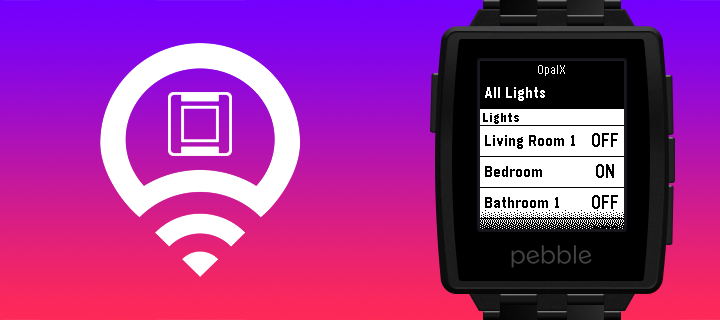 OpalX
All Lights
Lights
Living Room 1 OFF
Bedroom ON
Bathroom 1 OFF
pebble